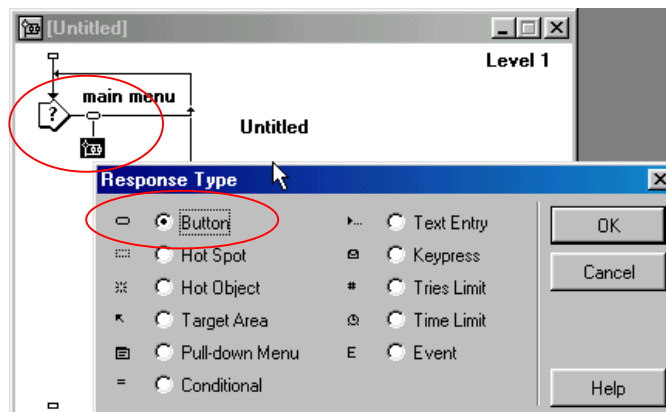 [Untitled]
Level 1
main menu
?
Untitled
Response Type
Button
Text Entry
OK
Hot Spot
Keypress
Cancel
Hot Object
# Tries Limit
Target Area
Time Limit
Pull-down Menu
E Event
= Conditional
Help